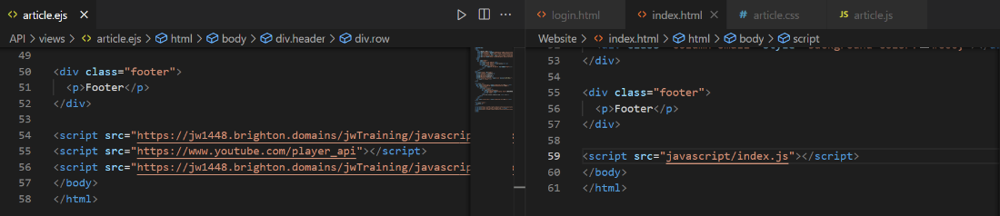 article.ejs
API > views > article.ejs > html > body > div.header > div.row
49
50 <div class="footer">
51 <p>Footer</p>
52 </div>
53
54 <script src="https://jw1448.brighton.domains/jwTraining/javascrip
55 <script src="https://www.youtube.com/player_api"></script>
56 <script src="https://jw1448.brighton.domains/jwTraining/javascrip
57 </body>
58 </html>
login.html index.html article.css JS article.js
Website > index.html > html > body > script
53 </div>
54
55 <div class="footer">
56 <p>Footer</p>
57 </div>
58
59 <script src="javascript/index.js"></script>
60 </body>
61 </html>